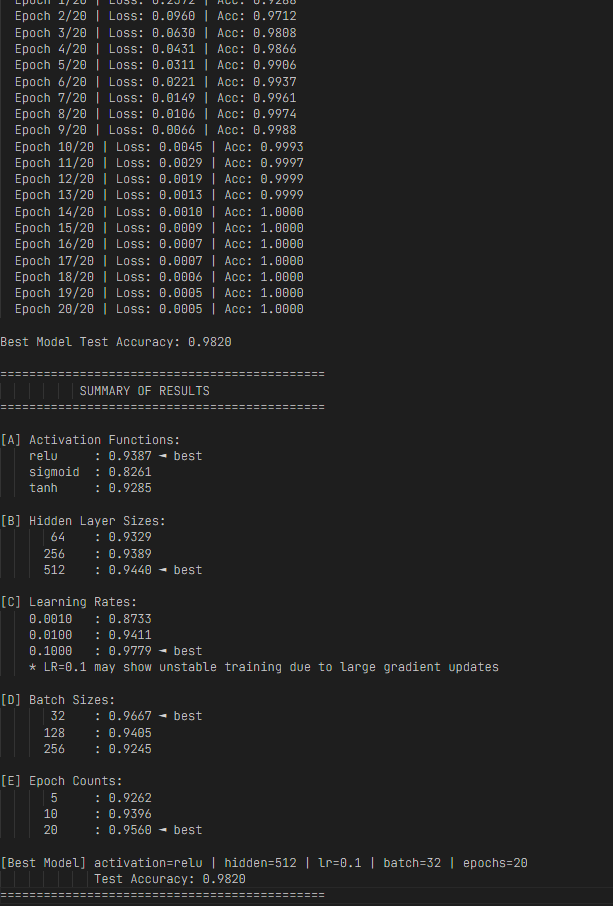 Epoch 1/20 | Loss: 0.2592 | Acc: 0.9268
Epoch 2/20 | Loss: 0.0960 | Acc: 0.9712
Epoch 3/20 | Loss: 0.0630 | Acc: 0.9808
Epoch 4/20 | Loss: 0.0431 | Acc: 0.9866
Epoch 5/20 | Loss: 0.0311 | Acc: 0.9906
Epoch 6/20 | Loss: 0.0221 | Acc: 0.9937
Epoch 7/20 | Loss: 0.0149 | Acc: 0.9961
Epoch 8/20 | Loss: 0.0106 | Acc: 0.9974
Epoch 9/20 | Loss: 0.0066 | Acc: 0.9988
Epoch 10/20 | Loss: 0.0045 | Acc: 0.9993
Epoch 11/20 | Loss: 0.0029 | Acc: 0.9997
Epoch 12/20 | Loss: 0.0019 | Acc: 0.9999
Epoch 13/20 | Loss: 0.0013 | Acc: 0.9999
Epoch 14/20 | Loss: 0.0010 | Acc: 1.0000
Epoch 15/20 | Loss: 0.0009 | Acc: 1.0000
Epoch 16/20 | Loss: 0.0007 | Acc: 1.0000
Epoch 17/20 | Loss: 0.0007 | Acc: 1.0000
Epoch 18/20 | Loss: 0.0006 | Acc: 1.0000
Epoch 19/20 | Loss: 0.0005 | Acc: 1.0000
Epoch 20/20 | Loss: 0.0005 | Acc: 1.0000
Best Model Test Accuracy: 0.9820
=============================================
SUMMARY OF RESULTS
=============================================
[A] Activation Functions:
relu : 0.9387 ◄ best
sigmoid : 0.8261
tanh : 0.9285
[B] Hidden Layer Sizes:
64 : 0.9329
256 : 0.9389
512 : 0.9440 ◄ best
[C] Learning Rates:
0.0010 : 0.8733
0.0100 : 0.9411
0.1000 : 0.9779 ◄ best
* LR=0.1 may show unstable training due to large gradient updates
[D] Batch Sizes:
32 : 0.9667 ◄ best
128 : 0.9405
256 : 0.9245
[E] Epoch Counts:
5 : 0.9262
10 : 0.9396
20 : 0.9560 ◄ best
[Best Model] activation=relu | hidden=512 | lr=0.1 | batch=32 | epochs=20
Test Accuracy: 0.9820
=============================================